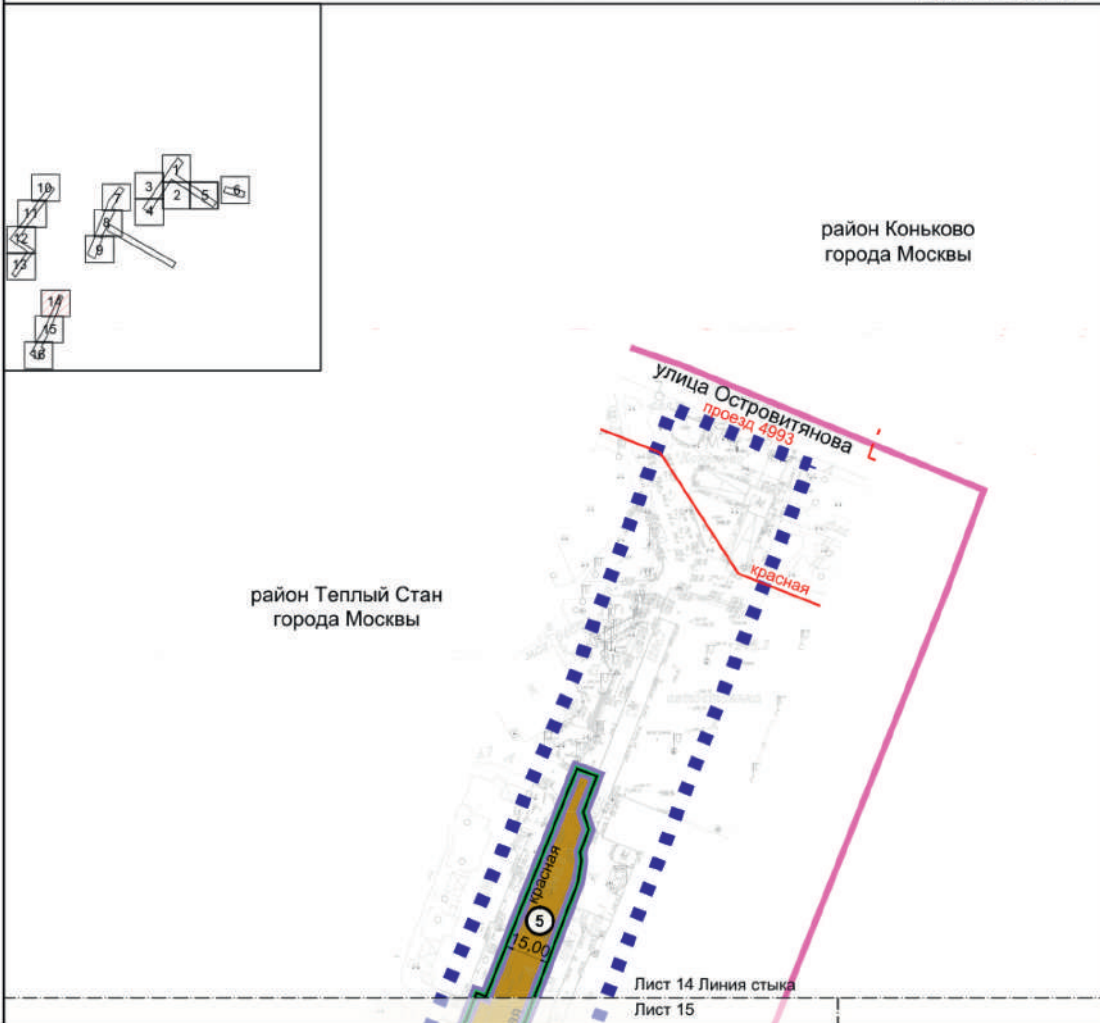 1
3
2
5
6
4
7
8
9
10
11
12
13
14
15
16
район Коньково
города Москвы
улица Островитянова
проезд 4993
красная
район Теплый Стан
города Москвы
красная
5
15,00
Лист 14 Линия стыка
Лист 15